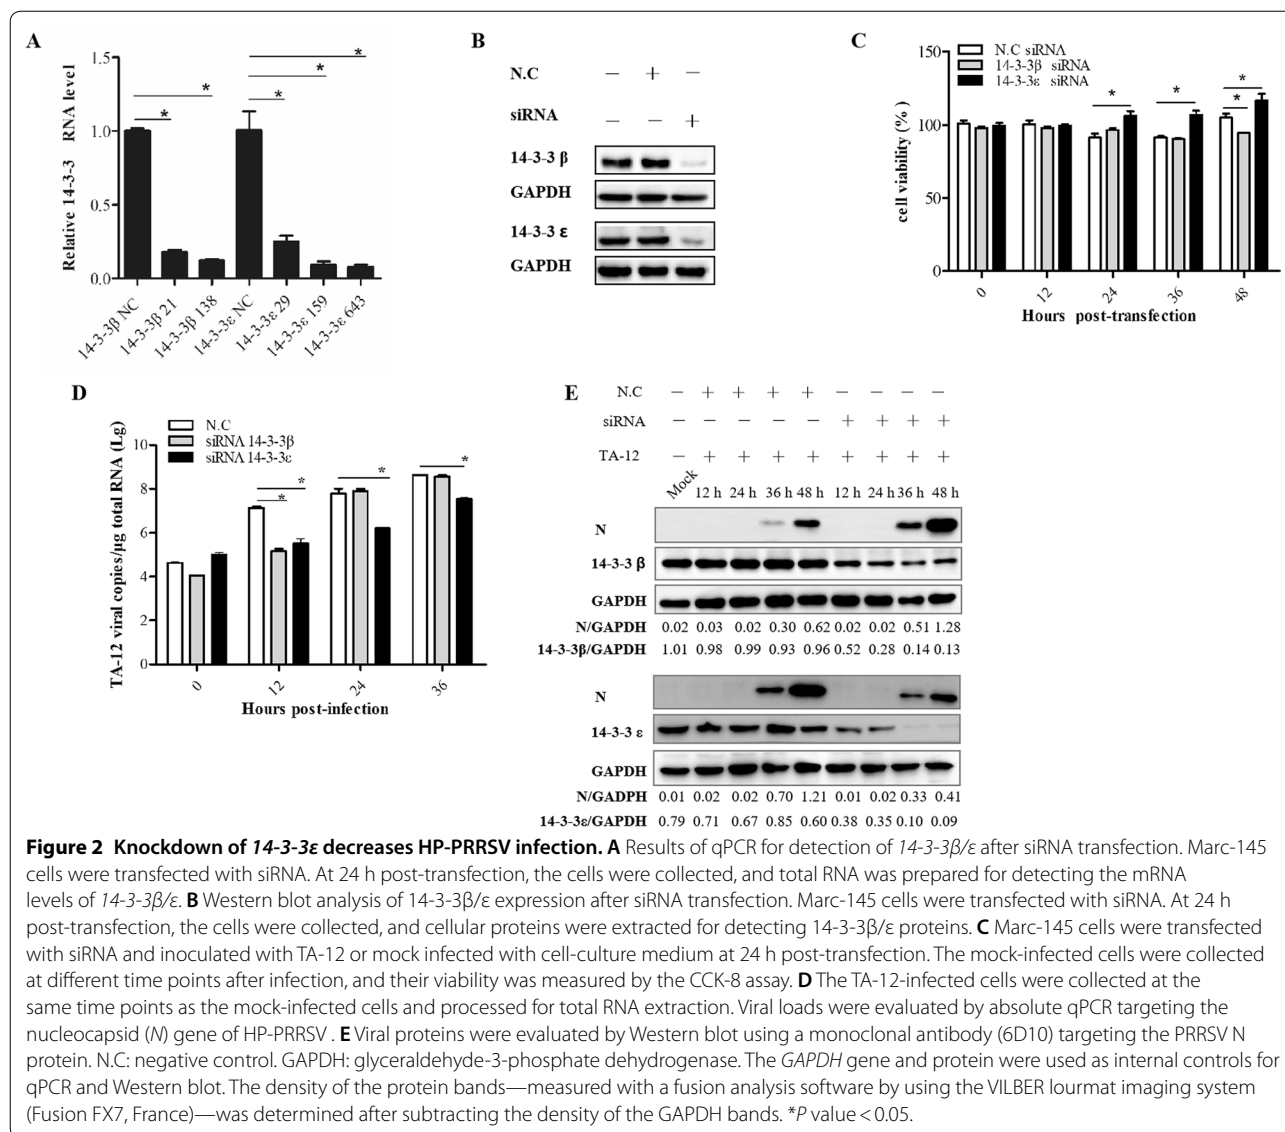 A
Relative 14-3-3 RNA level
1.5
1.0
0.5
0.0
* * * * *
14-3-3β NC
14-3-3β 21
14-3-3β 138
14-3-3ε NC
14-3-3ε 29
14-3-3ε 159
14-3-3ε 643
B
N.C − + −
siRNA − − +
14-3-3 β
GAPDH
14-3-3 ε
GAPDH
C
cell viability (%)
150
100
50
0
N.C siRNA
14-3-3β siRNA
14-3-3ε siRNA
* * * *
0 12 24 36 48
Hours post-transfection
D
TA-12 viral copies/μg total RNA (Lg)
10
8
6
4
2
0
N.C
siRNA 14-3-3β
siRNA 14-3-3ε
* * * *
0 12 24 36
Hours post-infection
E
N.C − + + + + − − − −
siRNA − − − − − + + + +
TA-12 − + + + + + + + +
Mock 12 h 24 h 36 h 48 h 12 h 24 h 36 h 48 h
N
14-3-3 β
GAPDH
N/GAPDH 0.02 0.03 0.02 0.30 0.62 0.02 0.02 0.51 1.28
14-3-3β/GAPDH 1.01 0.98 0.99 0.93 0.96 0.52 0.28 0.14 0.13
N
14-3-3 ε
GAPDH
N/GADPH 0.01 0.02 0.02 0.70 1.21 0.01 0.02 0.33 0.41
14-3-3ε/GAPDH 0.79 0.71 0.67 0.85 0.60 0.38 0.35 0.10 0.09
Figure 2 Knockdown of 14-3-3ε decreases HP-PRRSV infection. A Results of qPCR for detection of 14-3-3β/ε after siRNA transfection. Marc-145
cells were transfected with siRNA. At 24 h post-transfection, the cells were collected, and total RNA was prepared for detecting the mRNA
levels of 14-3-3β/ε. B Western blot analysis of 14-3-3β/ε expression after siRNA transfection. Marc-145 cells were transfected with siRNA. At 24 h
post-transfection, the cells were collected, and cellular proteins were extracted for detecting 14-3-3β/ε proteins. C Marc-145 cells were transfected
with siRNA and inoculated with TA-12 or mock infected with cell-culture medium at 24 h post-transfection. The mock-infected cells were collected
at different time points after infection, and their viability was measured by the CCK-8 assay. D The TA-12-infected cells were collected at the
same time points as the mock-infected cells and processed for total RNA extraction. Viral loads were evaluated by absolute qPCR targeting the
nucleocapsid (N) gene of HP-PRRSV . E Viral proteins were evaluated by Western blot using a monoclonal antibody (6D10) targeting the PRRSV N
protein. N.C: negative control. GAPDH: glyceraldehyde-3-phosphate dehydrogenase. The GAPDH gene and protein were used as internal controls for
qPCR and Western blot. The density of the protein bands—measured with a fusion analysis software by using the VILBER lourmat imaging system
(Fusion FX7, France)—was determined after subtracting the density of the GAPDH bands. *P value < 0.05.